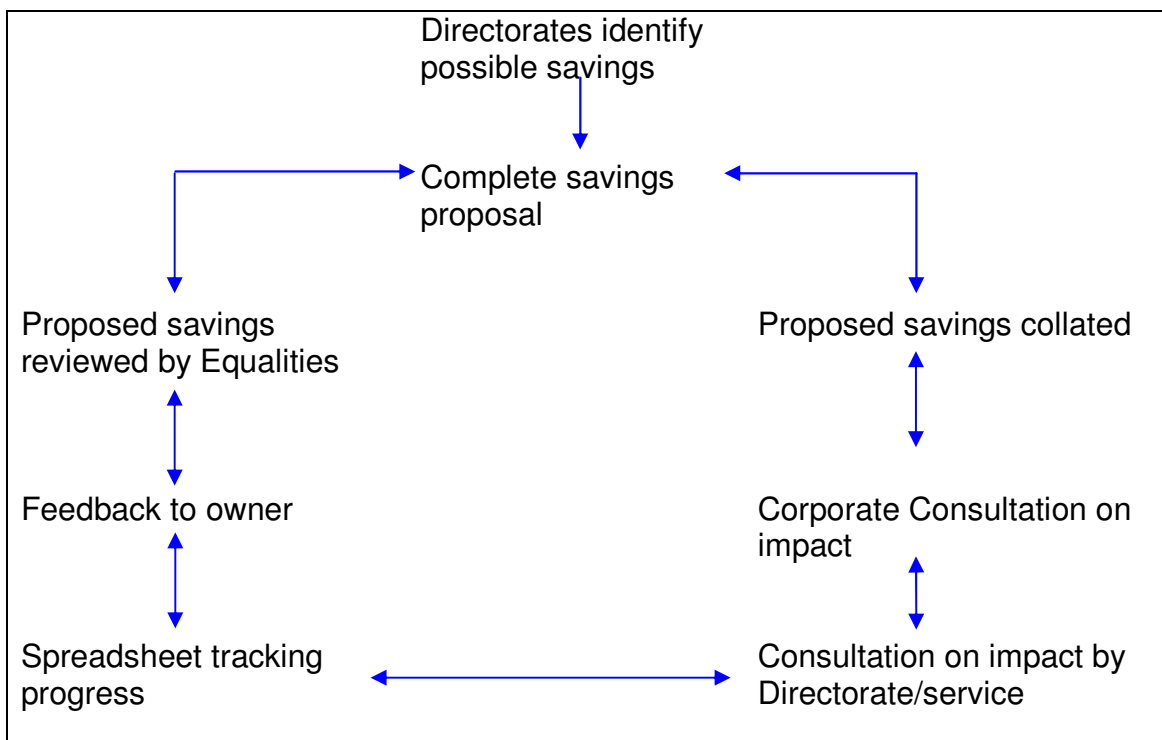 Directorates identify
possible savings
Complete savings
proposal
Proposed savings
reviewed by Equalities
Proposed savings collated
Feedback to owner
Corporate Consultation on
impact
Spreadsheet tracking
progress
Consultation on impact by
Directorate/service